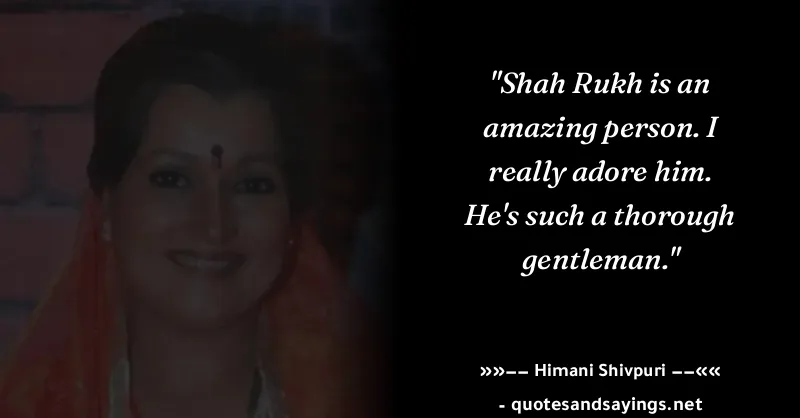 "Shah Rukh is an
amazing person. I
really adore him.
He's such a thorough
gentleman."
»»−− Himani Shivpuri −−««
- quotesandsayings.net